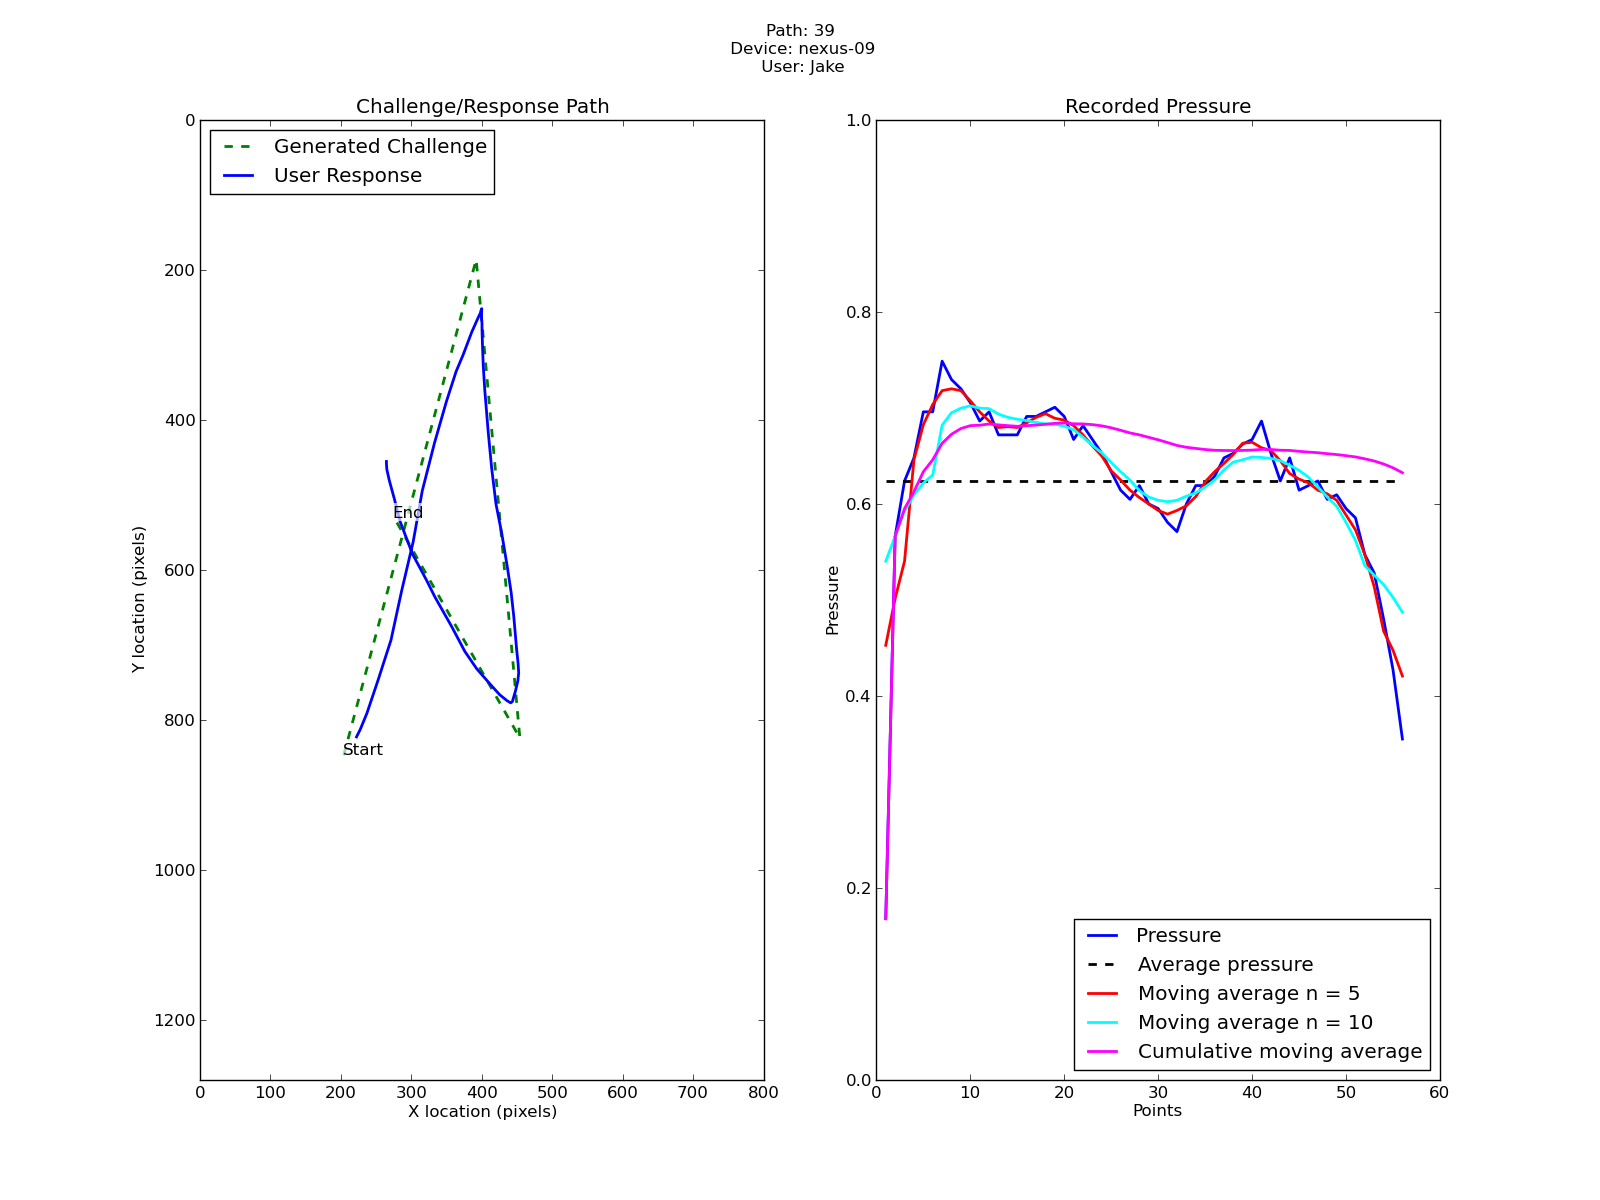 Path: 39
Device: nexus-09
User: Jake
Challenge/Response Path
0
200
400
600
800
1000
1200
Y location (pixels)
Generated Challenge
User Response
End
Start
0 100 200 300 400 500 600 700 800
X location (pixels)
Recorded Pressure
1.0
0.8
0.6
0.4
0.2
0.0
Pressure
Pressure
Average pressure
Moving average n = 5
Moving average n = 10
Cumulative moving average
0 10 20 30 40 50 60
Points